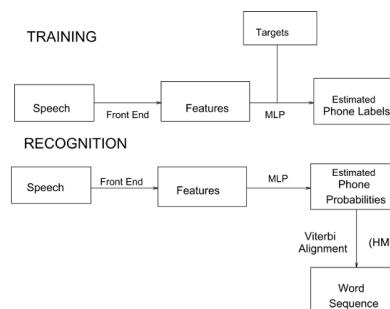 TRAINING
Targets
Speech
Front End
Features
MLP
Estimated
Phone Labels
RECOGNITION
Speech
Front End
Features
MLP
Estimated
Phone
Probabilities
Viterbi
Alignment
(HM
Word
Sequence